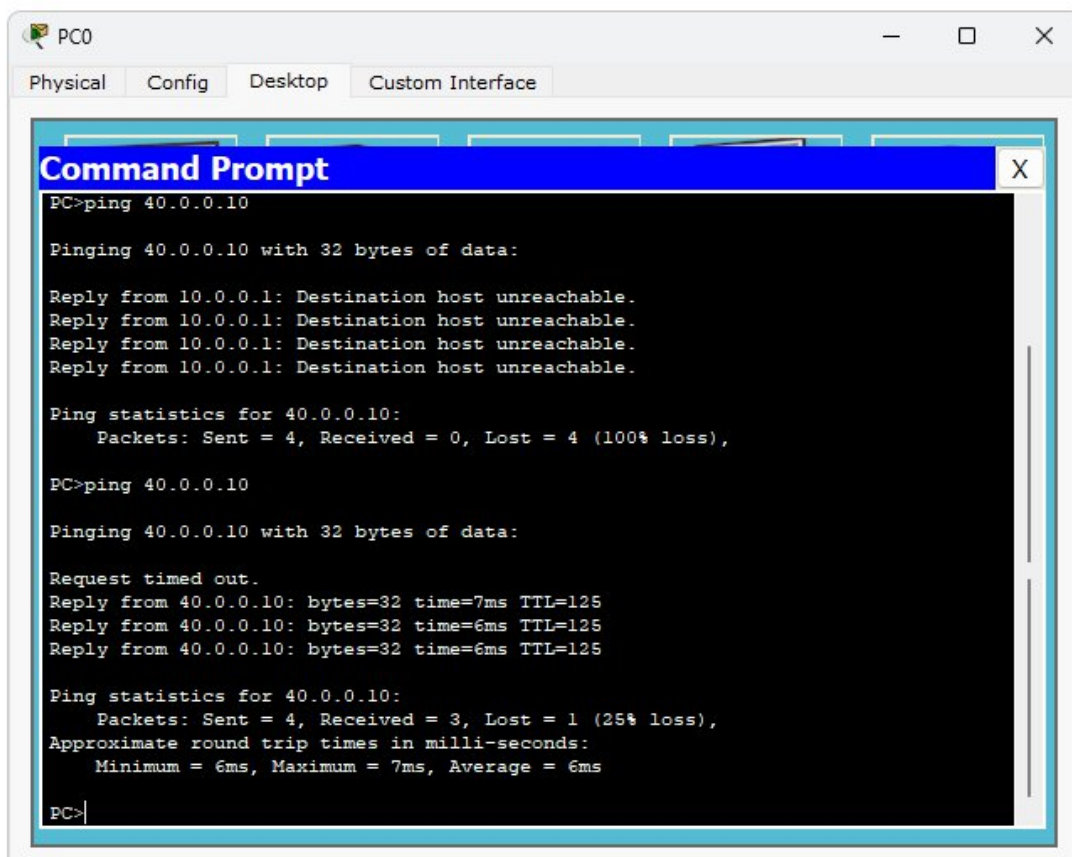 PC0
Physical Config Desktop Custom Interface
Command Prompt X
PC>ping 40.0.0.10
Pinging 40.0.0.10 with 32 bytes of data:
Reply from 10.0.0.1: Destination host unreachable.
Reply from 10.0.0.1: Destination host unreachable.
Reply from 10.0.0.1: Destination host unreachable.
Reply from 10.0.0.1: Destination host unreachable.
Ping statistics for 40.0.0.10:
Packets: Sent = 4, Received = 0, Lost = 4 (100% loss),
PC>ping 40.0.0.10
Pinging 40.0.0.10 with 32 bytes of data:
Request timed out.
Reply from 40.0.0.10: bytes=32 time=7ms TTL=125
Reply from 40.0.0.10: bytes=32 time=6ms TTL=125
Reply from 40.0.0.10: bytes=32 time=6ms TTL=125
Ping statistics for 40.0.0.10:
Packets: Sent = 4, Received = 3, Lost = 1 (25% loss),
Approximate round trip times in milli-seconds:
Minimum = 6ms, Maximum = 7ms, Average = 6ms
PC>